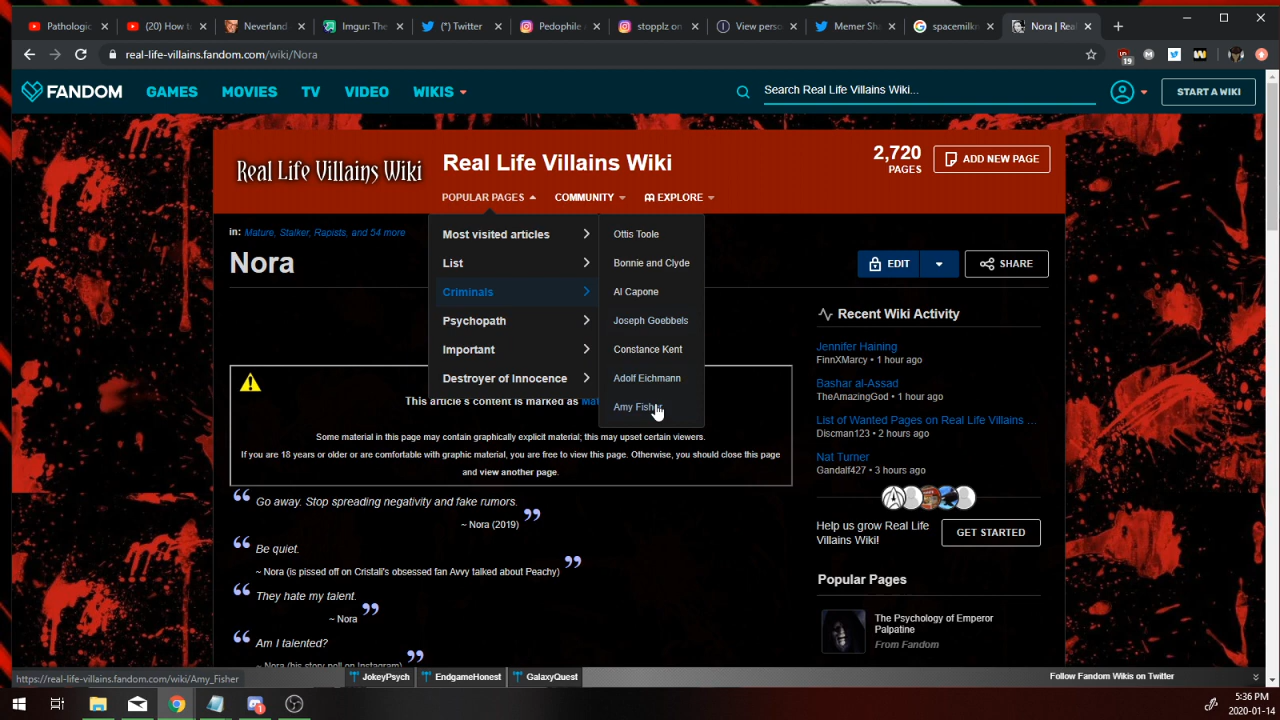 Pathologic
(20) How t
Neverland
Imgur: The
(*) Twitter
Pedophile
stopplz on
View perso
Memer Sha
spacemilk
Nora | Rea
real-life-villains.fandom.com/wiki/Nora
19
FANDOM
GAMES
MOVIES
TV
VIDEO
WIKIS
Search Real Life Villains Wiki...
START A WIKI
Real Life Villains Wiki
Real Life Villains Wiki
2,720
PAGES
ADD NEW PAGE
POPULAR PAGES
COMMUNITY
EXPLORE
in: Mature, Stalker, Rapists, and 54 more
Nora
EDIT
SHARE
Most visited articles
List
Criminals
Psychopath
Important
Destroyer of Innocence
Ottis Toole
Bonnie and Clyde
Al Capone
Joseph Goebbels
Constance Kent
Adolf Eichmann
Amy Fisher
This article's content is marked as Mat
Some material in this page may contain graphically explicit material; this may upset certain viewers.
If you are 18 years or older or are comfortable with graphic material, you are free to view this page. Otherwise, you should close this page
and view another page.
“ Go away. Stop spreading negativity and fake rumors.
~ Nora (2019) ”
“ Be quiet.
~ Nora (is pissed off on Cristali's obsessed fan Avvy talked about Peachy) ”
“ They hate my talent.
~ Nora ”
“ Am I talented?
~ Nora (his story poll on Instagram) ”
Recent Wiki Activity
Jennifer Haining
FinnXMarcy • 1 hour ago
Bashar al-Assad
TheAmazingGod • 1 hour ago
List of Wanted Pages on Real Life Villains ...
Discman123 • 2 hours ago
Nat Turner
Gandalf427 • 3 hours ago
Help us grow Real Life
Villains Wiki!
GET STARTED
Popular Pages
The Psychology of Emperor
Palpatine
From Fandom
https://real-life-villains.fandom.com/wiki/Amy_Fisher
JokeyPsych
EndgameHonest
GalaxyQuest
Follow Fandom Wikis on Twitter
5:36 PM
2020-01-14